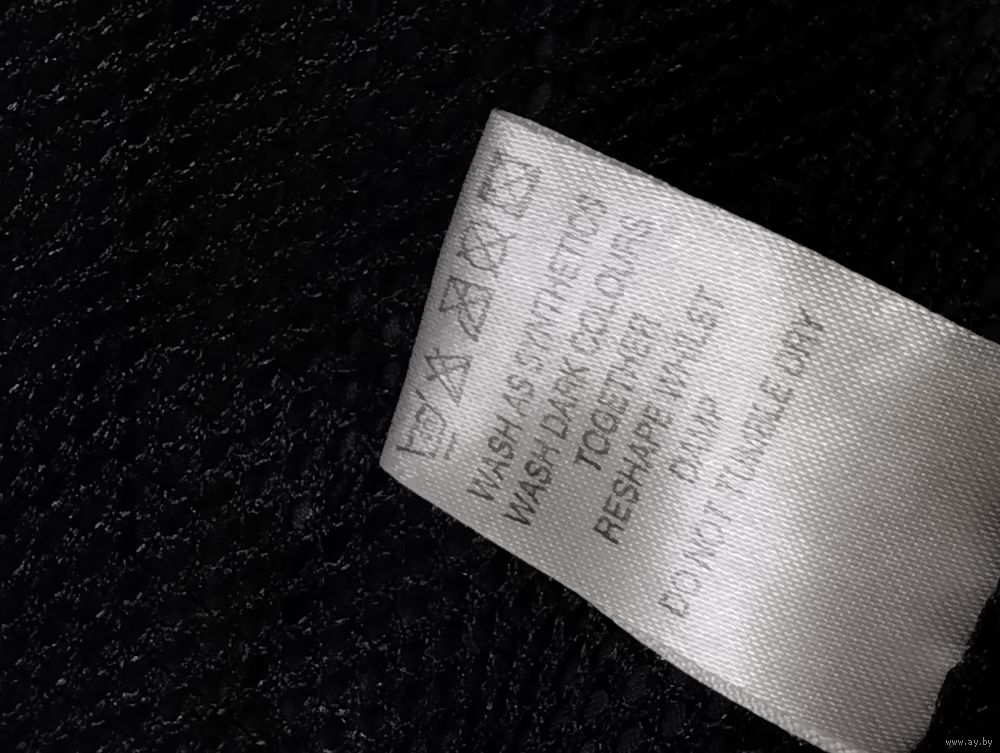 WASH AS SYNTHETICS
WASH DARK COLOURS
TOGETHER
RESHAPE WHILST
DAMP
DO NOT TUMBLE DRY
www.ay.by